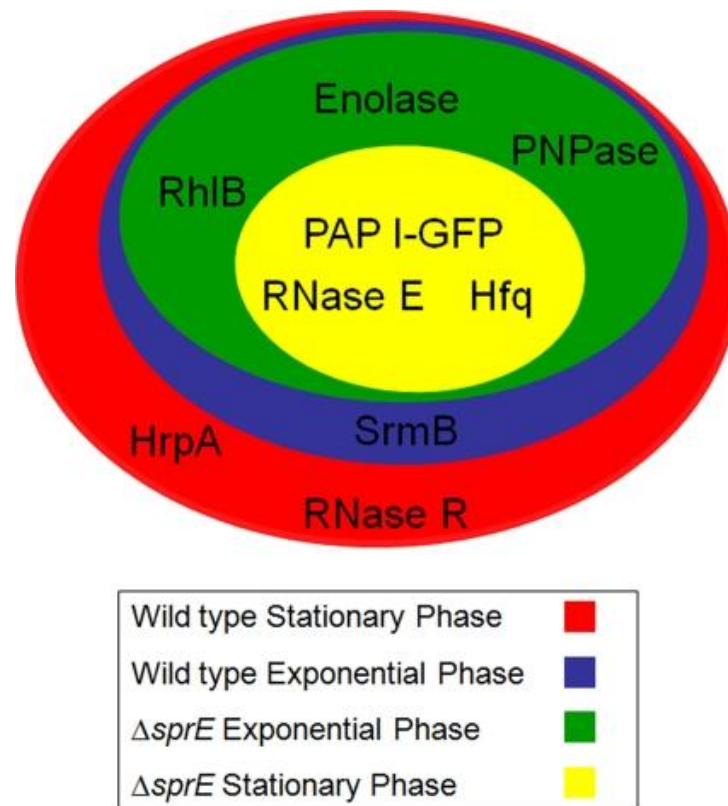 Enolase
PNPase
RhlB
PAP I-GFP
RNase E Hfq
SrmB
HrpA
RNase R
Wild type Stationary Phase
Wild type Exponential Phase
ΔsprE Exponential Phase
ΔsprE Stationary Phase